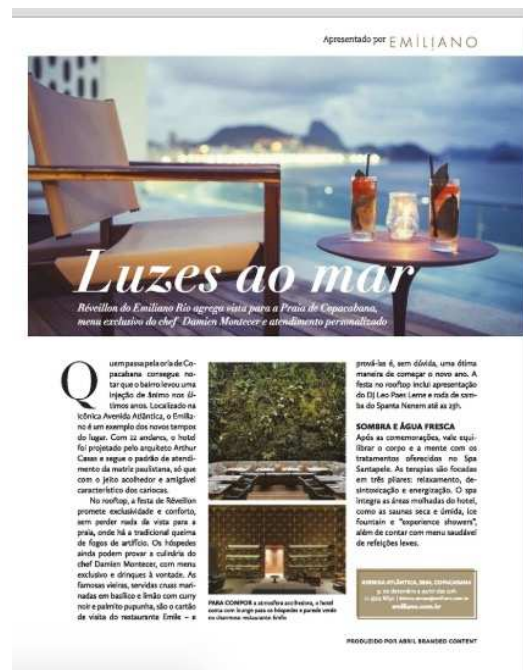 Apresentado por EMILIANO
Luzes ao mar
Réveillon do Emiliano Rio agrega vista para a Praia de Copacabana,
menu exclusivo do chef Damien Montecer e atendimento personalizado
Quem passa pela orla de Co-
pacabana consegue no-
tar que o bairro levou uma
injeção de ânimo nos úl-
timos anos. Localizado na
icônica Avenida Atlântica, o Emilia-
no é um exemplo dos novos tempos
do lugar. Com 12 andares, o hotel
foi projetado pelo arquiteto Arthur
Casas e segue o padrão de atendi-
mento da matriz paulistana, só que
com o jeito acolhedor e amigável
característico dos cariocas.
No rooftop, a festa de Réveillon
promete exclusividade e conforto,
sem perder nada da vista para a
praia, onde há a tradicional queima
de fogos de artifício. Os hóspedes
ainda podem provar a culinária do
chef Damien Montecer, com menu
exclusivo e drinques à vontade. As
famosas vieiras, servidas cruas mari-
nadas em basílico e limão com curry
noir e palmito pupunha, são o cartão
de visita do restaurante Emile – e
PARA COMPOR a atmosfera
conta com lounge para os hóspedes e parede verde
no charmoso restaurante Emile
prová-las é, sem dúvida, uma ótima
maneira de começar o novo ano. A
festa no rooftop inclui apresentação
do DJ Leo Paes Leme e roda de sam-
ba do Spanta Nenem até as 23h.
SOMBRA E ÁGUA FRESCA
Após as comemorações, vale equi-
librar o corpo e a mente com os
tratamentos oferecidos no Spa
Santapele. As terapias são focadas
em três pilares: relaxamento, de-
sintoxicação e energização. O spa
integra as áreas molhadas do hotel,
como as saunas seca e úmida, ice
fountain e "experience showers",
além de contar com menu saudável
de refeições leves.
AVENIDA ATLÂNTICA, COPACABANA
31 de dezembro a partir das
emiliano.com.br
PRODUZIDO POR ABRIL BRANDED CONTENT